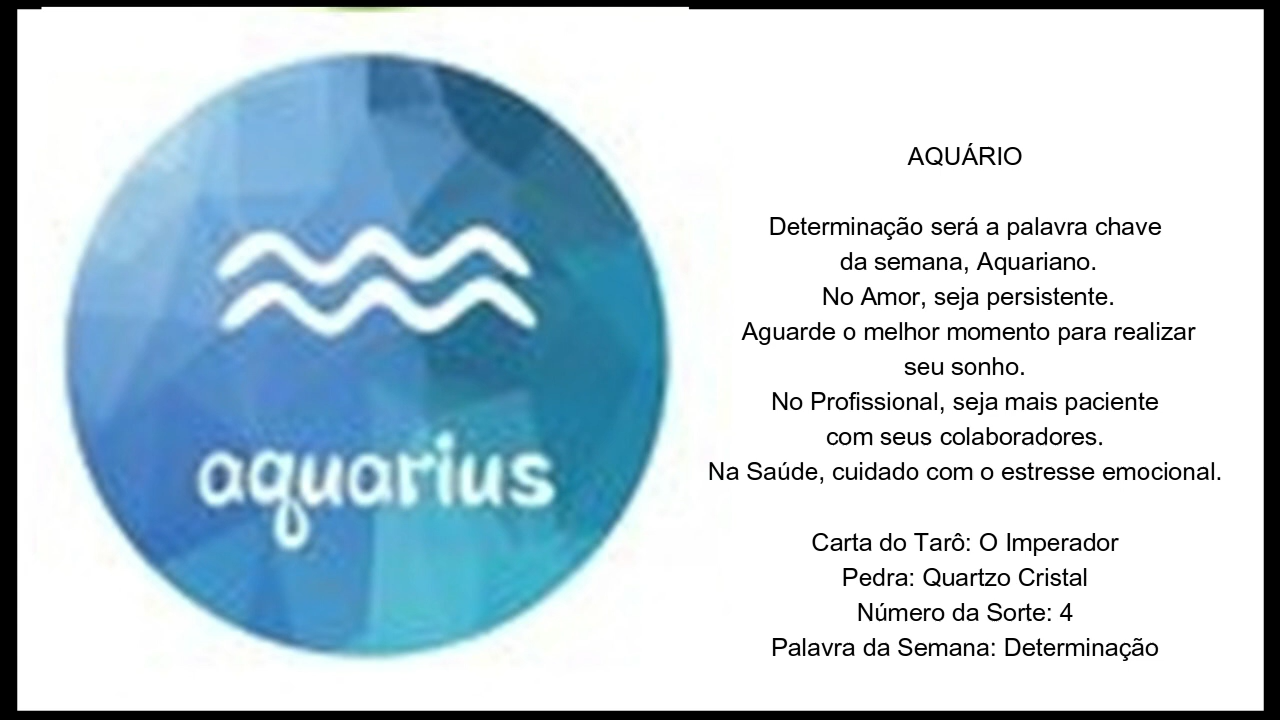 aquarius
AQUÁRIO
Determinação será a palavra chave
da semana, Aquariano.
No Amor, seja persistente.
Aguarde o melhor momento para realizar
seu sonho.
No Profissional, seja mais paciente
com seus colaboradores.
Na Saúde, cuidado com o estresse emocional.
Carta do Tarô: O Imperador
Pedra: Quartzo Cristal
Número da Sorte: 4
Palavra da Semana: Determinação